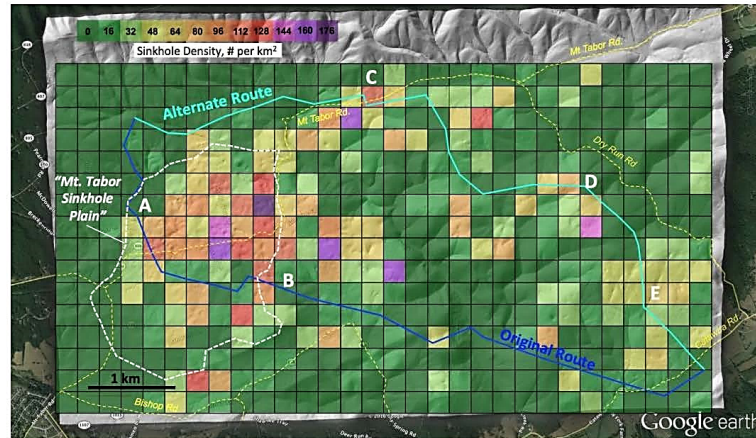 0 16 32 48 64 80 96 112 128 144 160 176
Sinkhole Density, # per km²
Mt Tabor Rd.
C
Alternate Route
Mt Tabor Rd.
Dry Run Rd
"Mt. Tabor
Sinkhole
Plain"
A
D
B
E
Original Route
1 km
Bishop Rd
Spring Rd
Google earth